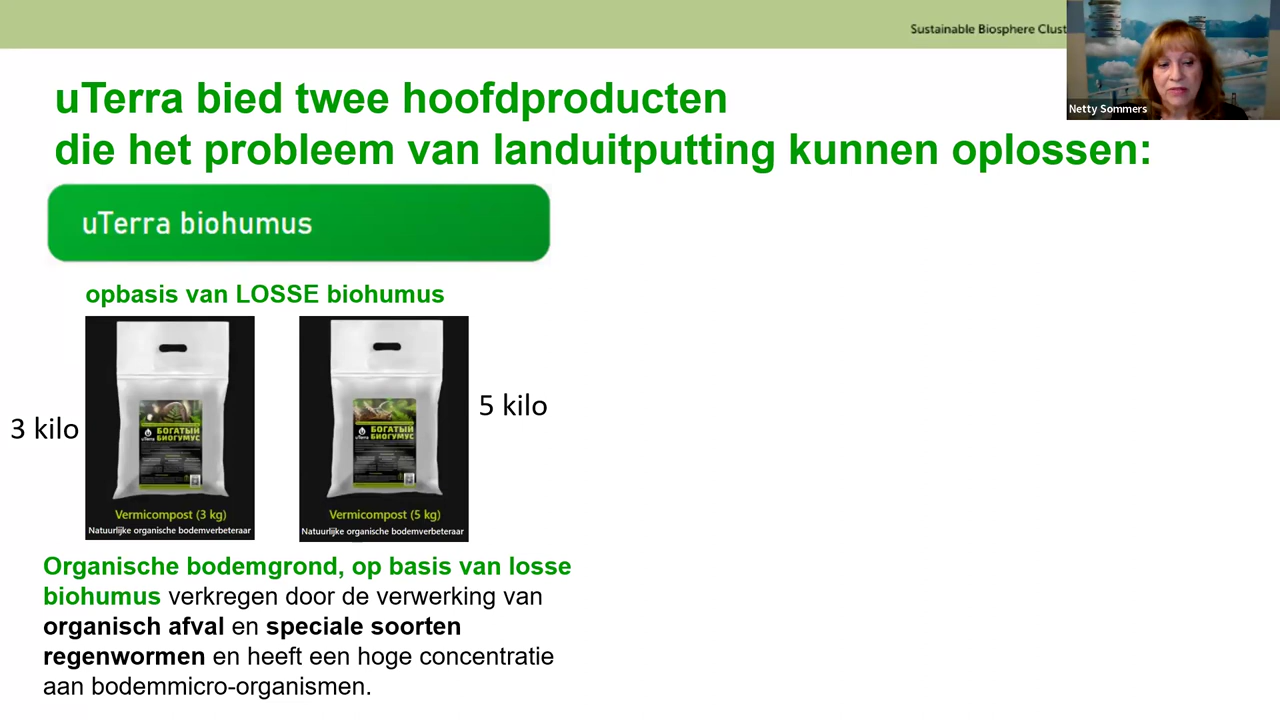 Sustainable Biosphere Clust
Netty Sommers
uTerra bied twee hoofdproducten
die het probleem van landuitputting kunnen oplossen:
uTerra biohumus
opbasis van LOSSE biohumus
3 kilo
uTerra
БОГАТЫЙ
БИОГУМУС
Vermicompost (3 kg)
Natuurlijke organische bodemverbeteraar
5 kilo
uTerra
БОГАТЫЙ
БИОГУМУС
Vermicompost (5 kg)
Natuurlijke organische bodemverbeteraar
Organische bodemgrond, op basis van losse
biohumus verkregen door de verwerking van
organisch afval en speciale soorten
regenwormen en heeft een hoge concentratie
aan bodemmicro-organismen.